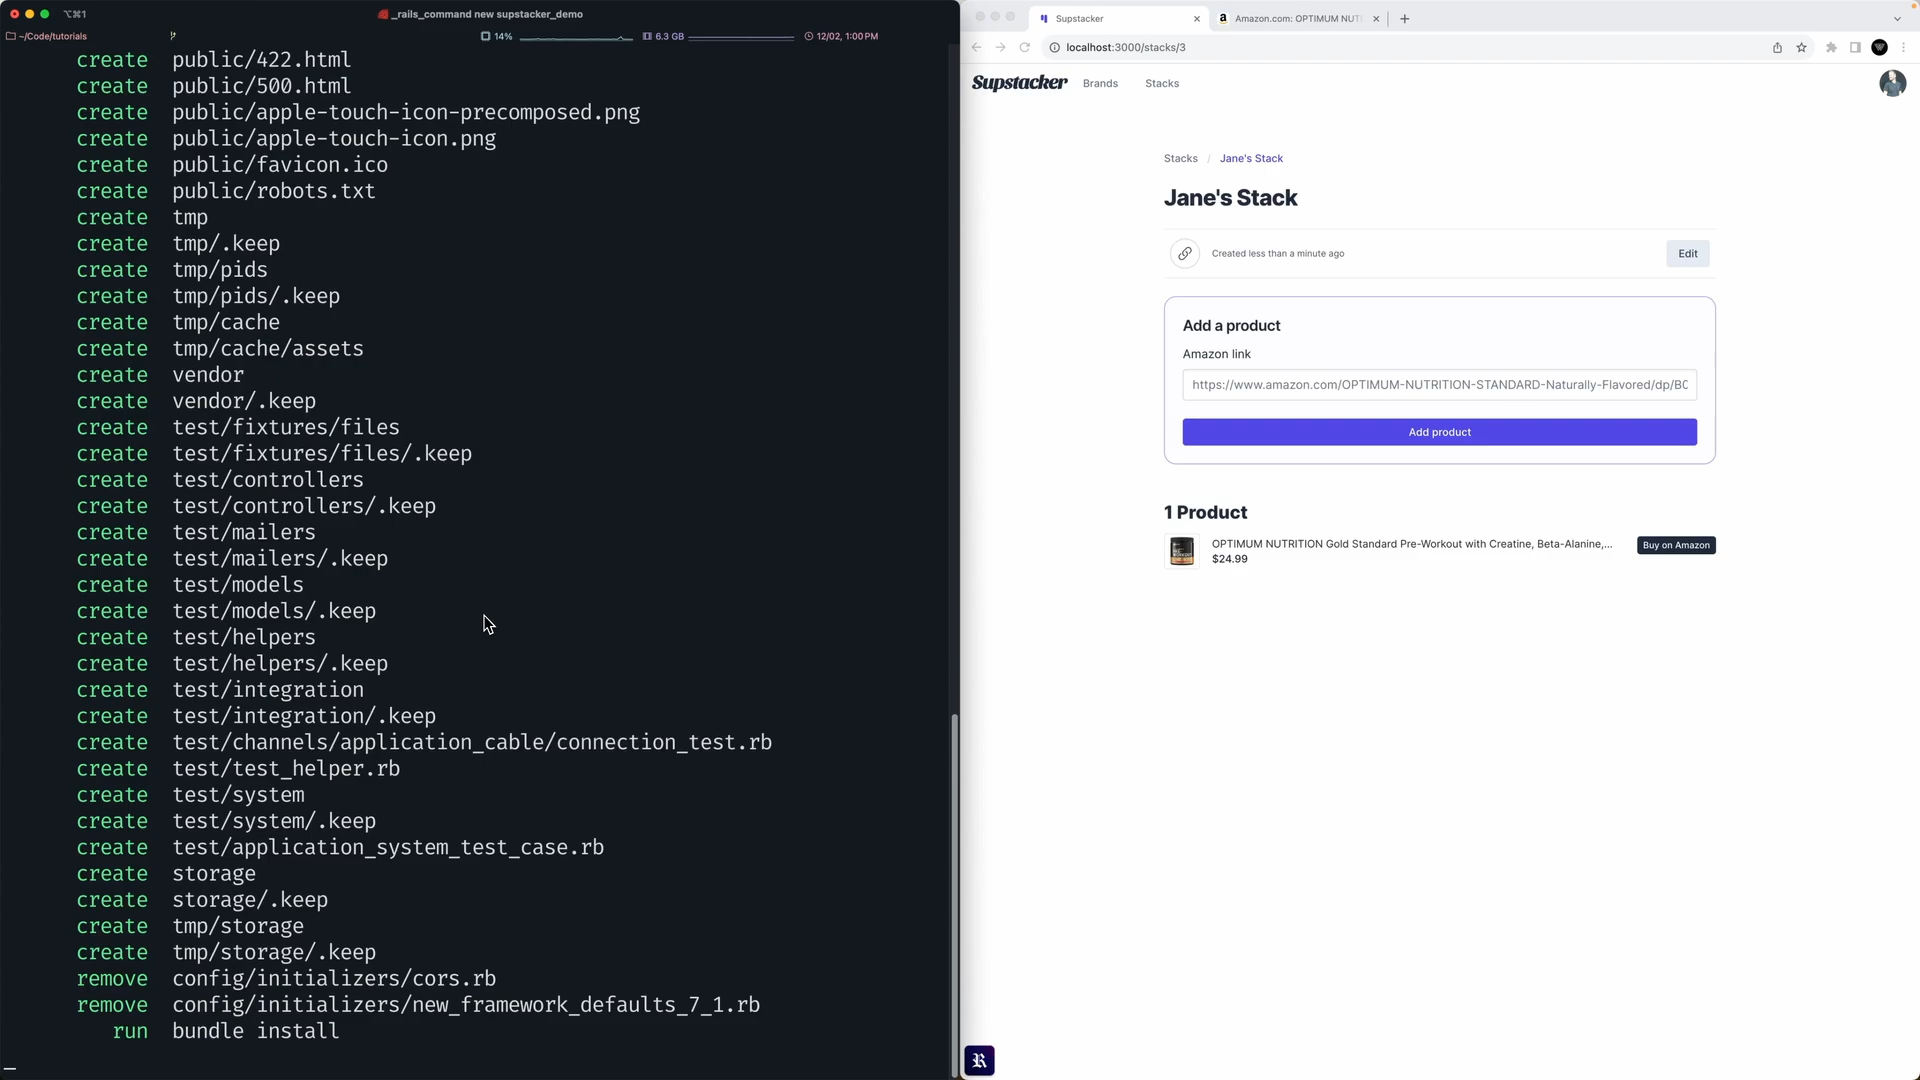 ⌥⌘1
_rails_command new supstacker_demo
~/Code/tutorials
14%
6.3 GB
12/02, 1:00 PM
create public/422.html
create public/500.html
create public/apple-touch-icon-precomposed.png
create public/apple-touch-icon.png
create public/favicon.ico
create public/robots.txt
create tmp
create tmp/.keep
create tmp/pids
create tmp/pids/.keep
create tmp/cache
create tmp/cache/assets
create vendor
create vendor/.keep
create test/fixtures/files
create test/fixtures/files/.keep
create test/controllers
create test/controllers/.keep
create test/mailers
create test/mailers/.keep
create test/models
create test/models/.keep
create test/helpers
create test/helpers/.keep
create test/integration
create test/integration/.keep
create test/channels/application_cable/connection_test.rb
create test/test_helper.rb
create test/system
create test/system/.keep
create test/application_system_test_case.rb
create storage
create storage/.keep
create tmp/storage
create tmp/storage/.keep
remove config/initializers/cors.rb
remove config/initializers/new_framework_defaults_7_1.rb
run bundle install
Supstacker
Amazon.com: OPTIMUM NUT
localhost:3000/stacks/3
Supstacker Brands Stacks
Stacks / Jane's Stack
Jane's Stack
Created less than a minute ago
Edit
Add a product
Amazon link
https://www.amazon.com/OPTIMUM-NUTRITION-STANDARD-Naturally-Flavored/dp/B0
Add product
1 Product
OPTIMUM NUTRITION Gold Standard Pre-Workout with Creatine, Beta-Alanine,...
$24.99
Buy on Amazon
R